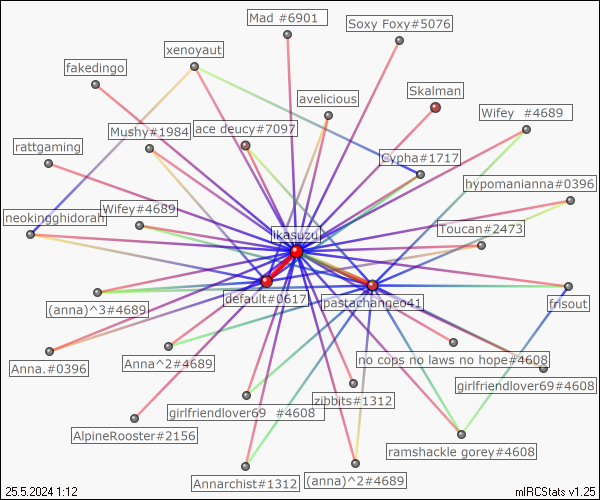 Mad #6901
Soxy Foxy#5076
xenoyaut
fakedingo
Skalman
avelicious
Wifey  #4689
Mushy#1984
ace deucy#7097
rattgaming
Cypha#1717
hypomanianna#0396
neokingghidorah
Wifey#4689
Toucan#2473
ikasuzu
default#0617
pastachange041
(anna)^3#4689
frisout
Anna.#0396
Anna^2#4689
no cops no laws no hope#4608
girlfriendlover69#4608
zibbits#1312
girlfriendlover69  #4608
AlpineRooster#2156
ramshackle gorey#4608
Annarchist#1312
(anna)^2#4689
25.5.2024 1:12
mIRCStats v1.25